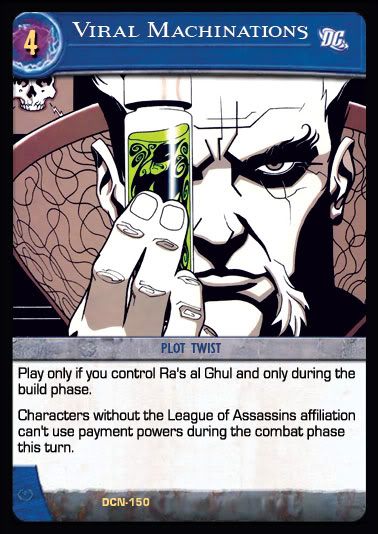 4
Viral Machinations
DC
PLOT TWIST
Play only if you control Ra's al Ghul and only during the
build phase.
Characters without the League of Assassins affiliation
can't use payment powers during the combat phase
this turn.
DCN-150